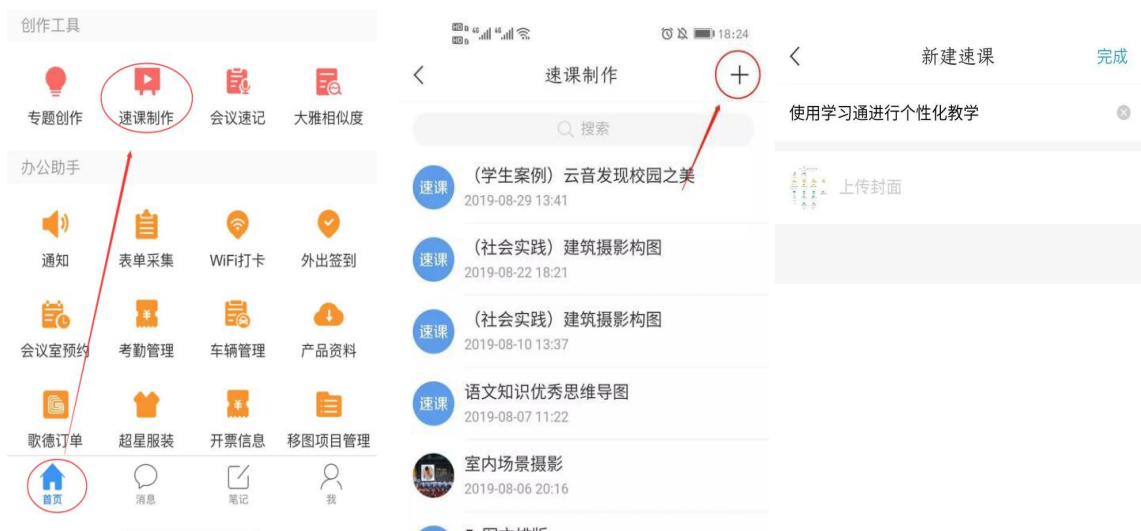 创作工具
专题创作
速课制作
会议速记
大雅相似度
办公助手
通知
表单采集
WiFi打卡
外出签到
会议室预约
考勤管理
车辆管理
产品资料
歌德订单
超星服装
开票信息
移图项目管理
首页
消息
笔记
我
18:24
速课制作
搜索
速课
（学生案例）云音发现校园之美
2019-08-29 13:41
速课
（社会实践）建筑摄影构图
2019-08-22 18:21
速课
（社会实践）建筑摄影构图
2019-08-10 13:37
速课
语文知识优秀思维导图
2019-08-07 11:22
室内场景摄影
2019-08-06 20:16
新建速课
完成
使用学习通进行个性化教学
上传封面